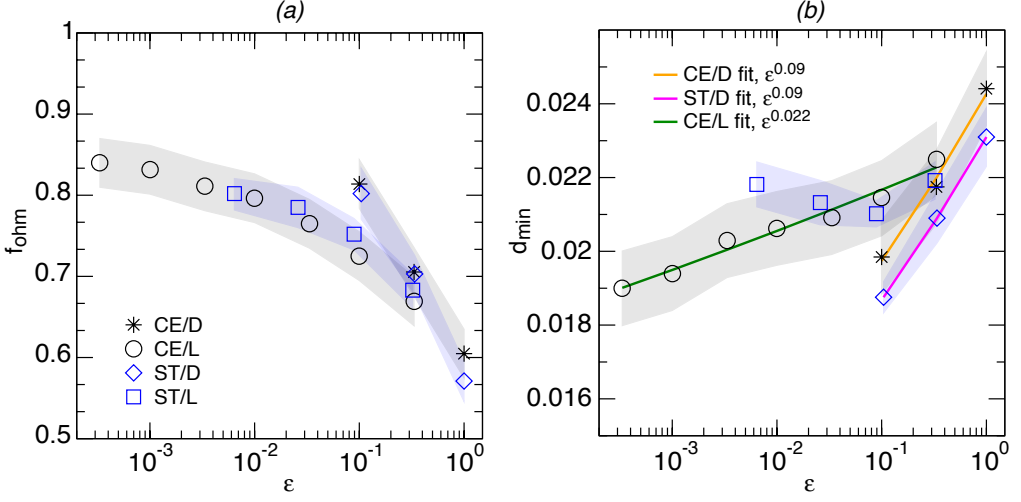 (a)
1
0.9
0.8
0.7
0.6
0.5
f_ohm
CE/D
CE/L
ST/D
ST/L
10^-3
10^-2
10^-1
10^0
ε
(b)
0.024
0.022
0.02
0.018
0.016
d_min
CE/D fit, ε^0.09
ST/D fit, ε^0.09
CE/L fit, ε^0.022
10^-3
10^-2
10^-1
10^0
ε